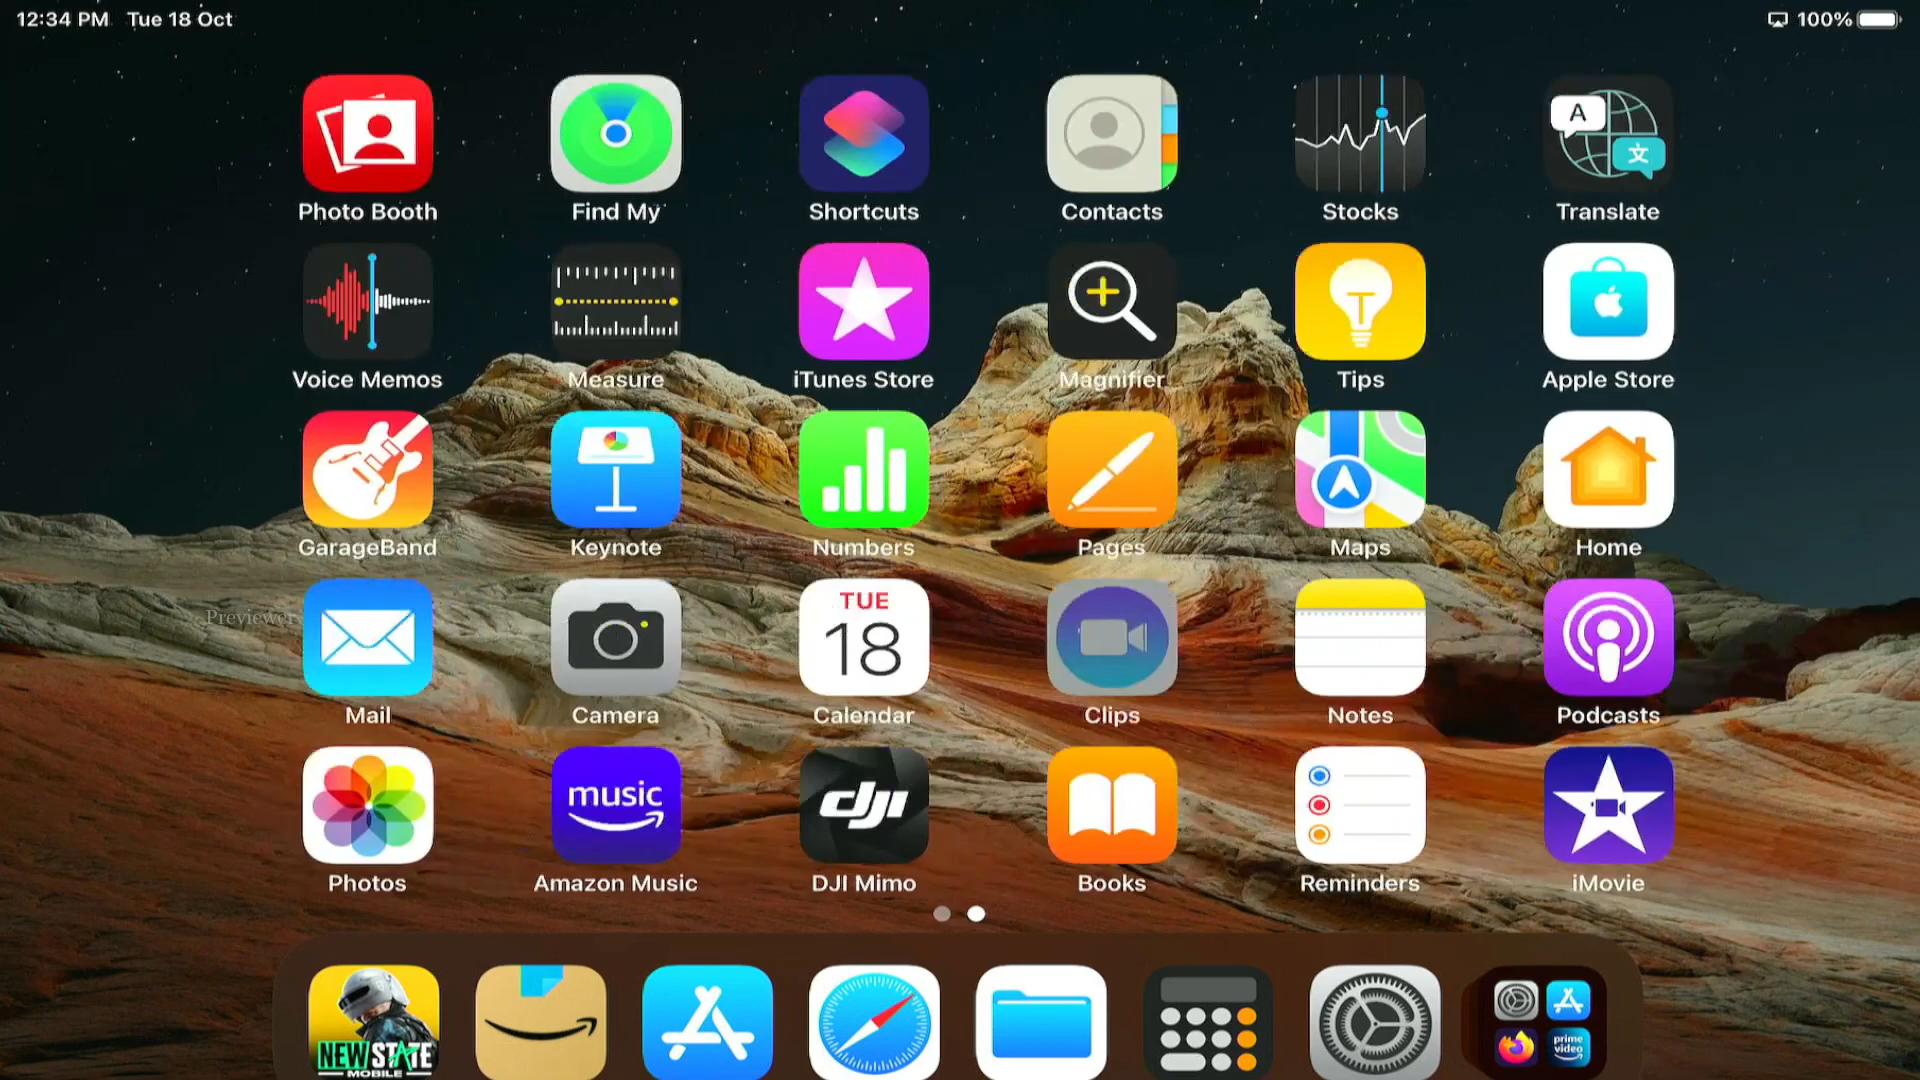 12:34 PM Tue 18 Oct
100%
A
文
Photo Booth Find My Shortcuts Contacts Stocks Translate
T
Voice Memos Measure iTunes Store Magnifier Tips Apple Store
GarageBand Keynote Numbers Pages Maps Home
TUE
18
Previewer
Mail Camera Calendar Clips Notes Podcasts
music
dji
Photos Amazon Music DJI Mimo Books Reminders iMovie
NEW STATE
MOBILE
prime
video